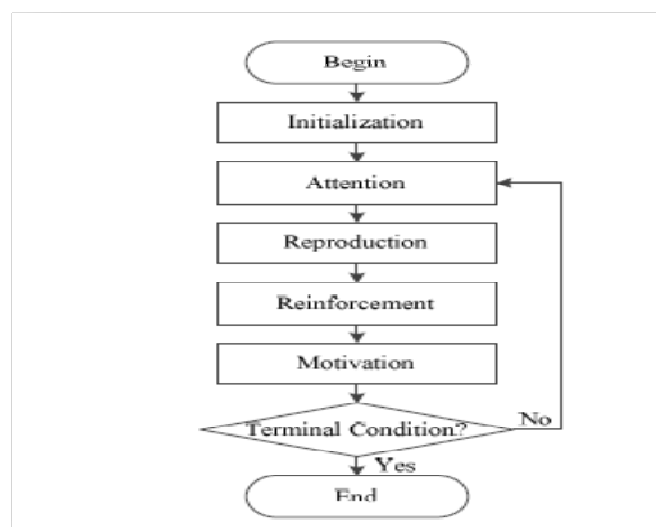 Begin
Initialization
Attention
Reproduction
Reinforcement
Motivation
Terminal Condition?
No
Yes
End